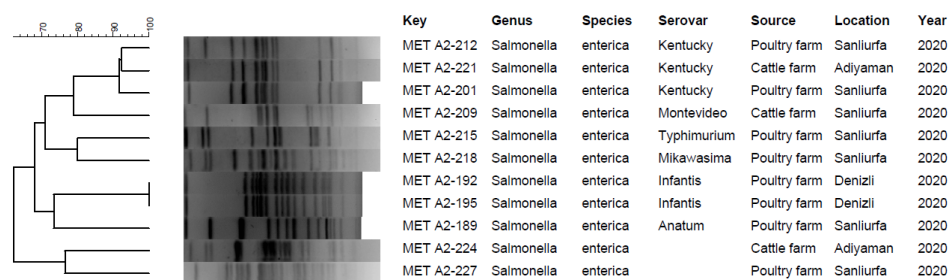 70 80 90 100
Key Genus Species Serovar Source Location Year
MET A2-212 Salmonella enterica Kentucky Poultry farm Sanliurfa 2020
MET A2-221 Salmonella enterica Kentucky Cattle farm Adiyaman 2020
MET A2-201 Salmonella enterica Kentucky Poultry farm Sanliurfa 2020
MET A2-209 Salmonella enterica Montevideo Cattle farm Sanliurfa 2020
MET A2-215 Salmonella enterica Typhimurium Poultry farm Sanliurfa 2020
MET A2-218 Salmonella enterica Mikawasima Poultry farm Sanliurfa 2020
MET A2-192 Salmonella enterica Infantis Poultry farm Denizli 2020
MET A2-195 Salmonella enterica Infantis Poultry farm Denizli 2020
MET A2-189 Salmonella enterica Anatum Poultry farm Sanliurfa 2020
MET A2-224 Salmonella enterica Cattle farm Adiyaman 2020
MET A2-227 Salmonella enterica Poultry farm Sanliurfa 2020